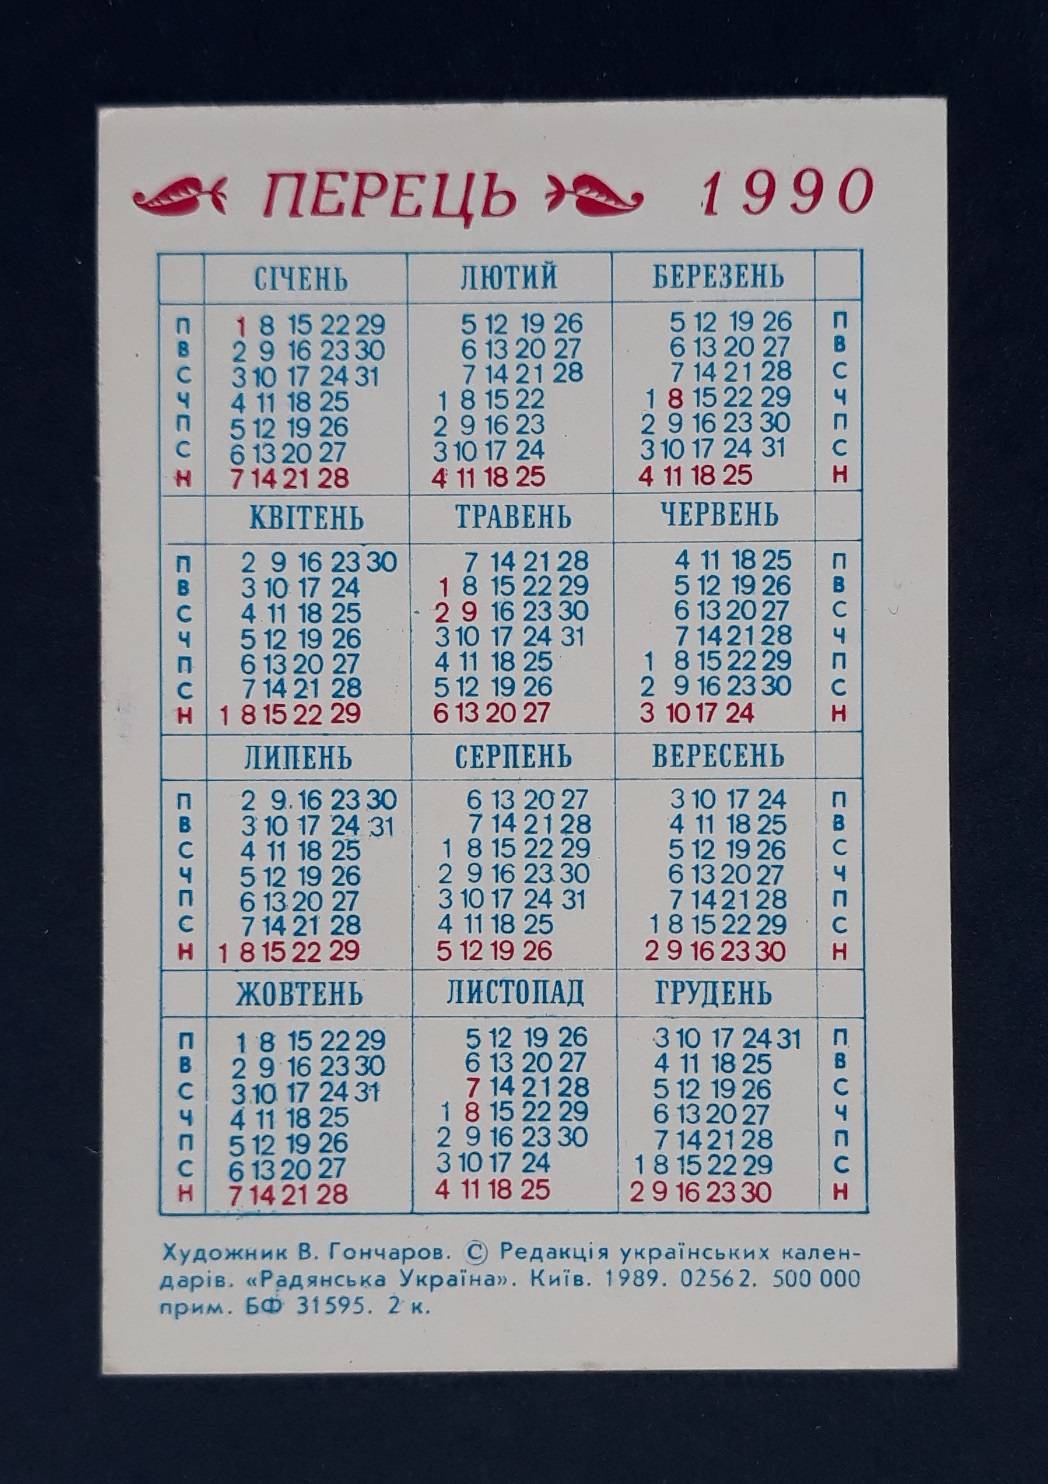 ПЕРЕЦЬ 1990
СІЧЕНЬ ЛЮТИЙ БЕРЕЗЕНЬ
П 1 8 15 22 29 5 12 19 26 5 12 19 26 П
В 2 9 16 23 30 6 13 20 27 6 13 20 27 В
С 3 10 17 24 31 7 14 21 28 7 14 21 28 С
Ч 4 11 18 25 1 8 15 22 1 8 15 22 29 Ч
П 5 12 19 26 2 9 16 23 2 9 16 23 30 П
С 6 13 20 27 3 10 17 24 3 10 17 24 31 С
Н 7 14 21 28 4 11 18 25 4 11 18 25 Н
КВІТЕНЬ ТРАВЕНЬ ЧЕРВЕНЬ
П 2 9 16 23 30 7 14 21 28 4 11 18 25 П
В 3 10 17 24 1 8 15 22 29 5 12 19 26 В
С 4 11 18 25 2 9 16 23 30 6 13 20 27 С
Ч 5 12 19 26 3 10 17 24 31 7 14 21 28 Ч
П 6 13 20 27 4 11 18 25 1 8 15 22 29 П
С 7 14 21 28 5 12 19 26 2 9 16 23 30 С
Н 1 8 15 22 29 6 13 20 27 3 10 17 24 Н
ЛИПЕНЬ СЕРПЕНЬ ВЕРЕСЕНЬ
П 2 9 16 23 30 6 13 20 27 3 10 17 24 П
В 3 10 17 24 31 7 14 21 28 4 11 18 25 В
С 4 11 18 25 1 8 15 22 29 5 12 19 26 С
Ч 5 12 19 26 2 9 16 23 30 6 13 20 27 Ч
П 6 13 20 27 3 10 17 24 31 7 14 21 28 П
С 7 14 21 28 4 11 18 25 1 8 15 22 29 С
Н 1 8 15 22 29 5 12 19 26 2 9 16 23 30 Н
ЖОВТЕНЬ ЛИСТОПАД ГРУДЕНЬ
П 1 8 15 22 29 5 12 19 26 3 10 17 24 31 П
В 2 9 16 23 30 6 13 20 27 4 11 18 25 В
С 3 10 17 24 31 7 14 21 28 5 12 19 26 С
Ч 4 11 18 25 1 8 15 22 29 6 13 20 27 Ч
П 5 12 19 26 2 9 16 23 30 7 14 21 28 П
С 6 13 20 27 3 10 17 24 1 8 15 22 29 С
Н 7 14 21 28 4 11 18 25 2 9 16 23 30 Н
Художник В. Гончаров. © Редакція українських кален-
дарів. «Радянська Україна». Київ. 1989. 02562. 500 000
прим. БФ 31595. 2 к.